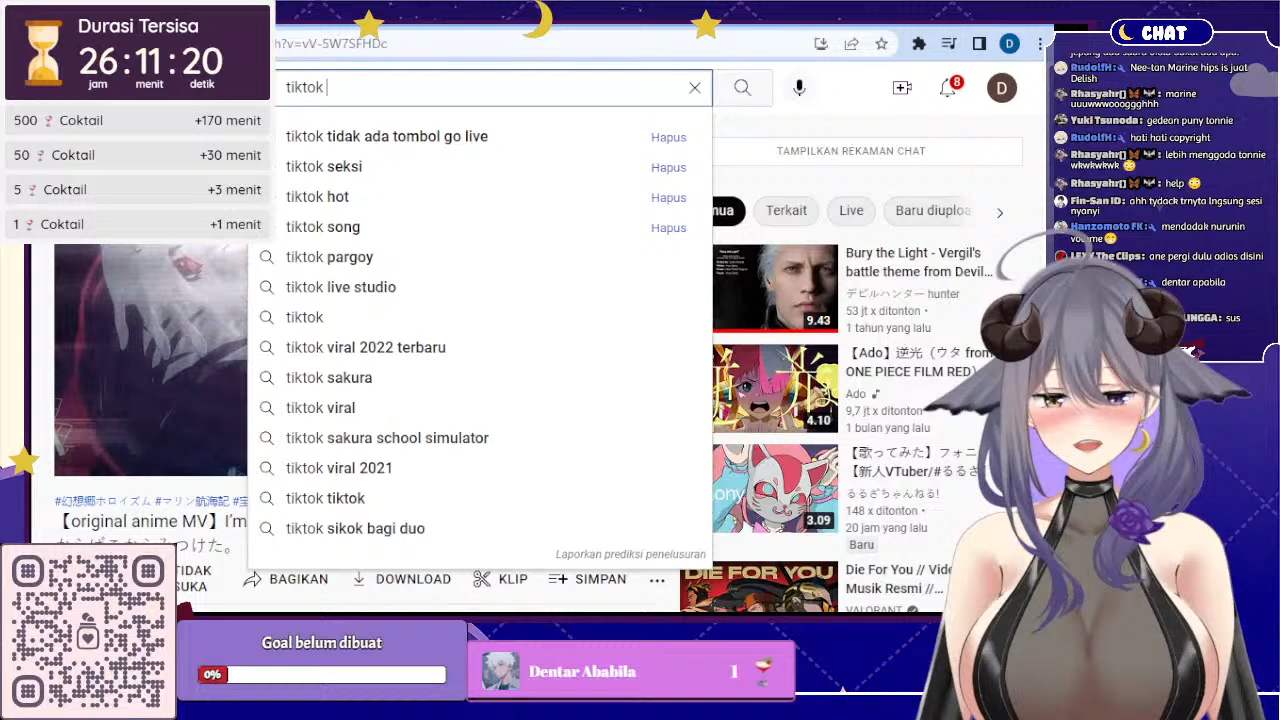 Durasi Tersisa
26:11:20
jam menit detik
500 Coktail +170 menit
50 Coktail +30 menit
5 Coktail +3 menit
1 Coktail +1 menit
h?v=vV-5W7SFHDc
D
tiktok
8
D
tiktok tidak ada tombol go live Hapus
tiktok seksi Hapus
tiktok hot Hapus
tiktok song Hapus
tiktok pargoy
tiktok live studio
tiktok
tiktok viral 2022 terbaru
tiktok sakura
tiktok viral
tiktok sakura school simulator
tiktok viral 2021
tiktok tiktok
tiktok sikok bagi duo
Laporkan prediksi penelusuran
TAMPILKAN REKAMAN CHAT
mua Terkait Live Baru diuploa
Bury the Light - Vergil's
battle theme from Devil...
デビルハンター hunter
53 jt x ditonton •
1 tahun yang lalu
9.43
【Ado】逆光（ウタ from
ONE PIECE FILM RED）
Ado
9,7 jt x ditonton •
1 bulan yang lalu
4.10
【歌ってみた】フォニ
【新人VTuber/#るるさ
るるざちゃんねる!
148 x ditonton •
20 jam yang lalu
Baru
3.09
Die For You // Vide
Musik Resmi //...
VALORANT
DIE FOR YOU
#幻想郷ホロイズム #マリン航海記 #宝
【original anime MV】I'm
TIDAK
SUKA
BAGIKAN DOWNLOAD KLIP SIMPAN ...
CHAT
RudolfH: Nee-tan Marine hips is juat
Delish
Rhasyahr[]: marine
uuuwwwooogggghhh
Yuki Tsunoda: gedean puny tonnie
RudolfH: hati hati copyright
Rhasyahr[]: lebih menggoda tonnie
wkwkwkwk
Rhasyahr[]: help
Fin-San ID: ahh tydack trnyta lngsung sesi
nyanyi
Hanzomoto FK: mendadak nurunin
volume
The Clips: one pergi dulu adios disini
dentar apabila
LINGGA: sus
Goal belum dibuat
0%
Dentar Ababila 1